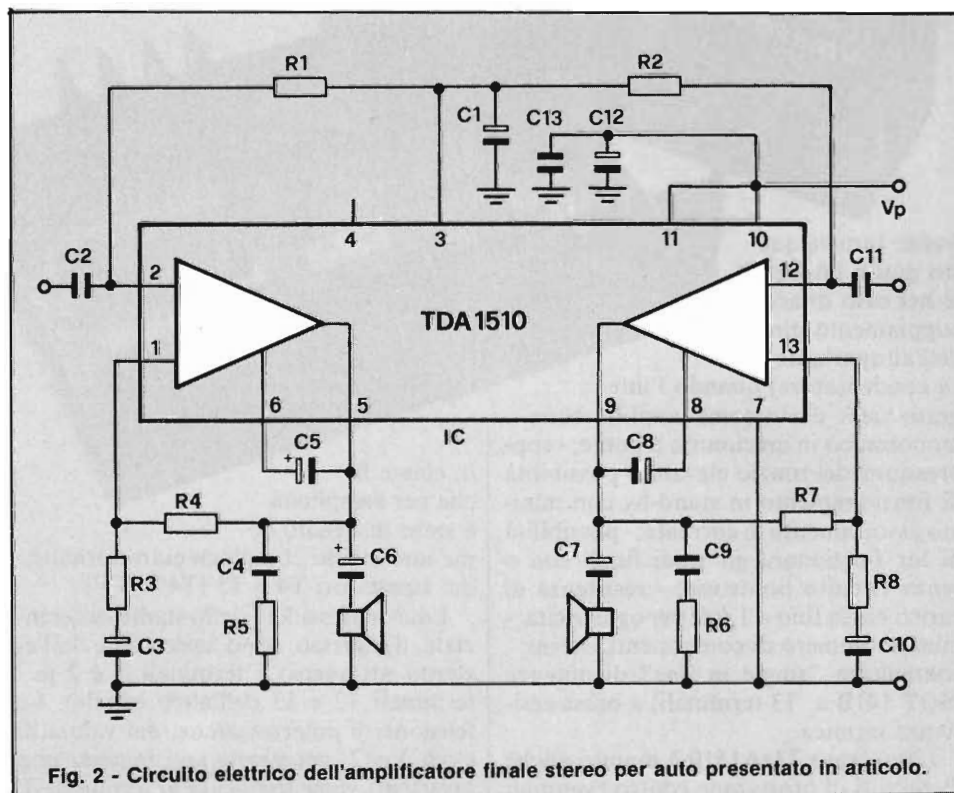 R1
R2
C1
C13
C12
Vp
4
3
11
10
C2
2
12
C11
TDA1510
1
13
6
5
9
8
7
IC
C5
C8
R4
R7
C4
C6
C7
C9
R3
R8
R5
R6
C3
C10
Fig. 2 - Circuito elettrico dell'amplificatore finale stereo per auto presentato in articolo.